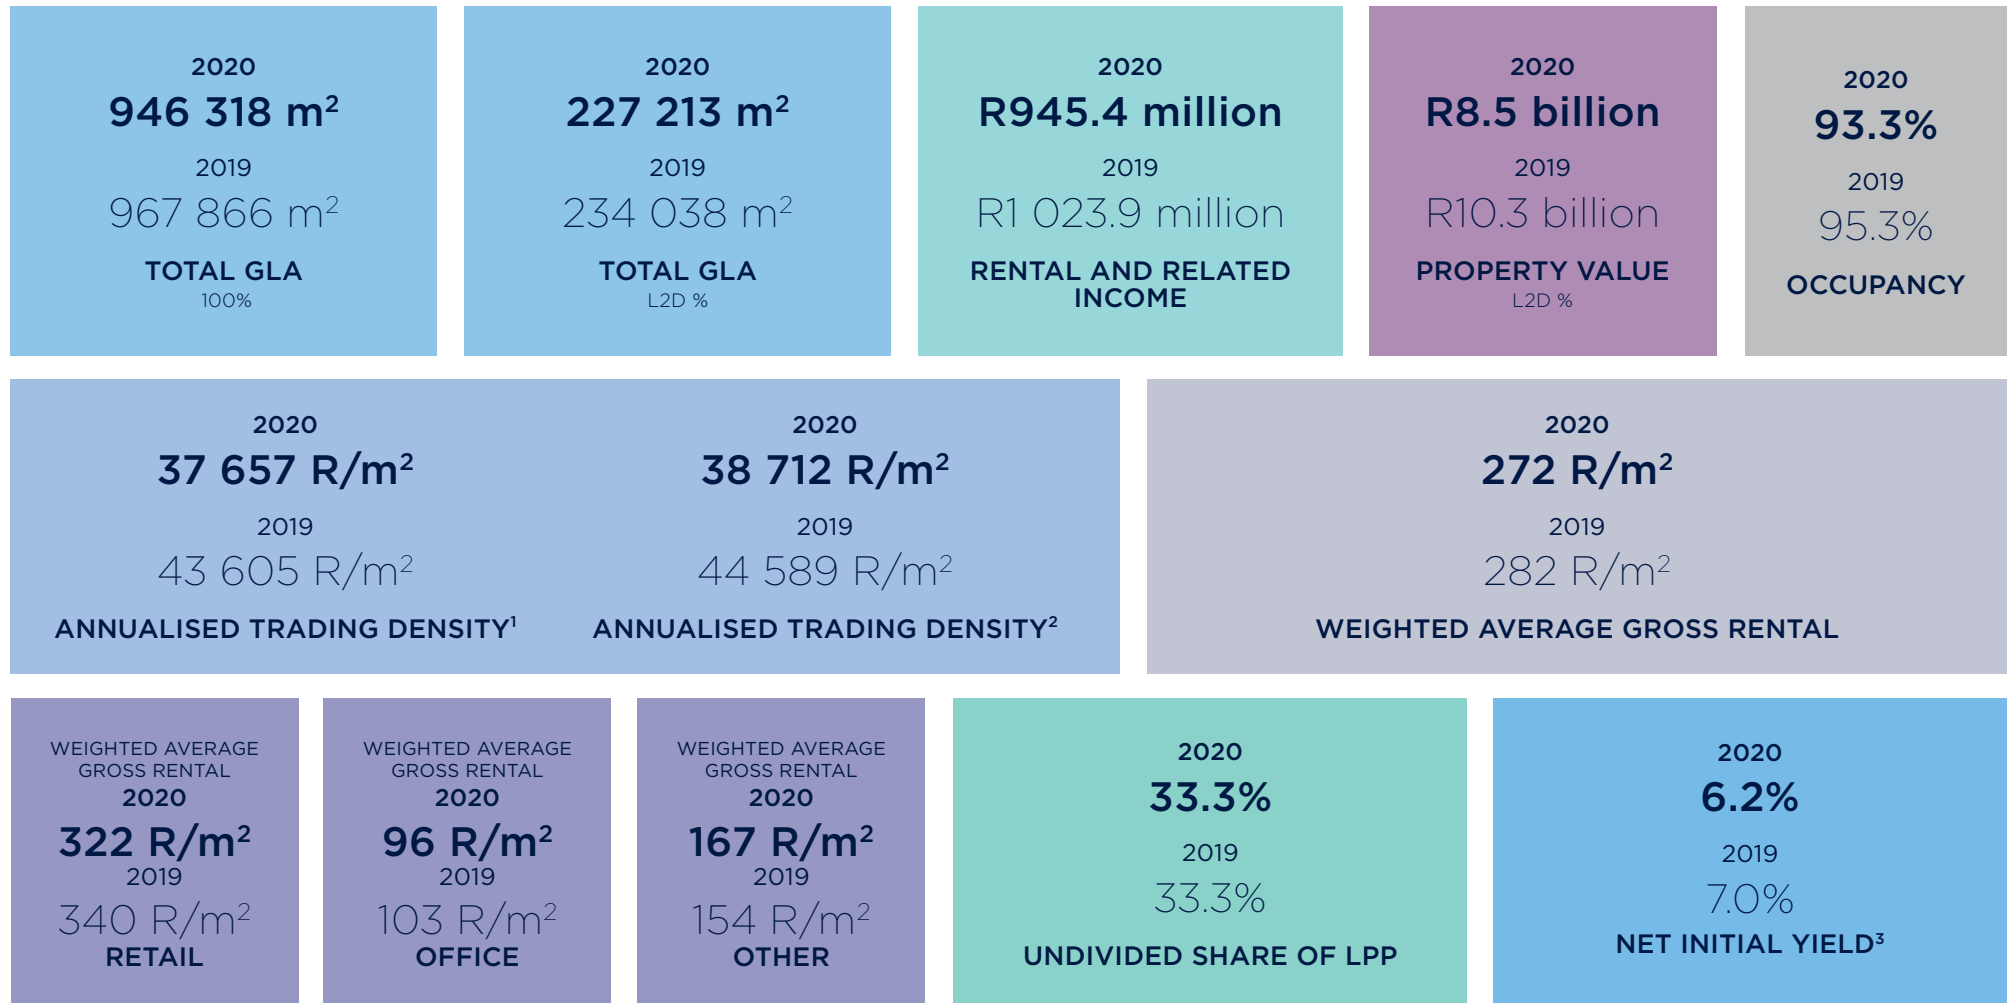 2020
946 318 m²
2019
967 866 m²
TOTAL GLA
100%
2020
227 213 m²
2019
234 038 m²
TOTAL GLA
L2D %
2020
R945.4 million
2019
R1 023.9 million
RENTAL AND RELATED
INCOME
2020
R8.5 billion
2019
R10.3 billion
PROPERTY VALUE
L2D %
2020
93.3%
2019
95.3%
OCCUPANCY
2020
37 657 R/m²
2019
43 605 R/m²
ANNUALISED TRADING DENSITY¹
2020
38 712 R/m²
2019
44 589 R/m²
ANNUALISED TRADING DENSITY²
2020
272 R/m²
2019
282 R/m²
WEIGHTED AVERAGE GROSS RENTAL
WEIGHTED AVERAGE
GROSS RENTAL
2020
322 R/m²
2019
340 R/m²
RETAIL
WEIGHTED AVERAGE
GROSS RENTAL
2020
96 R/m²
2019
103 R/m²
OFFICE
WEIGHTED AVERAGE
GROSS RENTAL
2020
167 R/m²
2019
154 R/m²
OTHER
2020
33.3%
2019
33.3%
UNDIVIDED SHARE OF LPP
2020
6.2%
2019
7.0%
NET INITIAL YIELD³